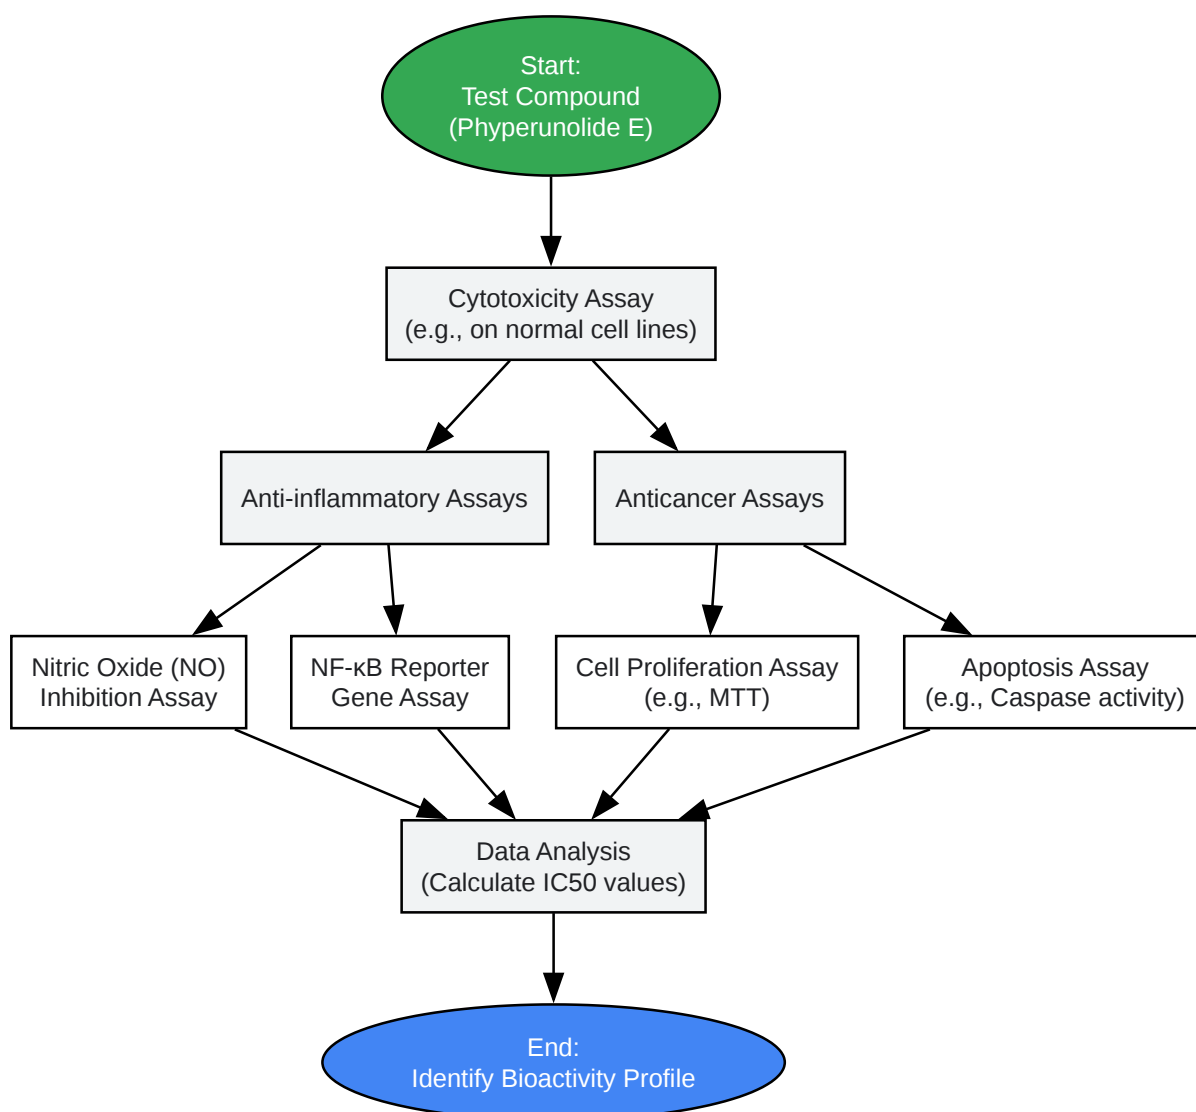 Start:
Test Compound
(Phyperunolide E)
Cytotoxicity Assay
(e.g., on normal cell lines)
Anti-inflammatory Assays
Anticancer Assays
Nitric Oxide (NO)
Inhibition Assay
NF-κB Reporter
Gene Assay
Cell Proliferation Assay
(e.g., MTT)
Apoptosis Assay
(e.g., Caspase activity)
Data Analysis
(Calculate IC50 values)
End:
Identify Bioactivity Profile